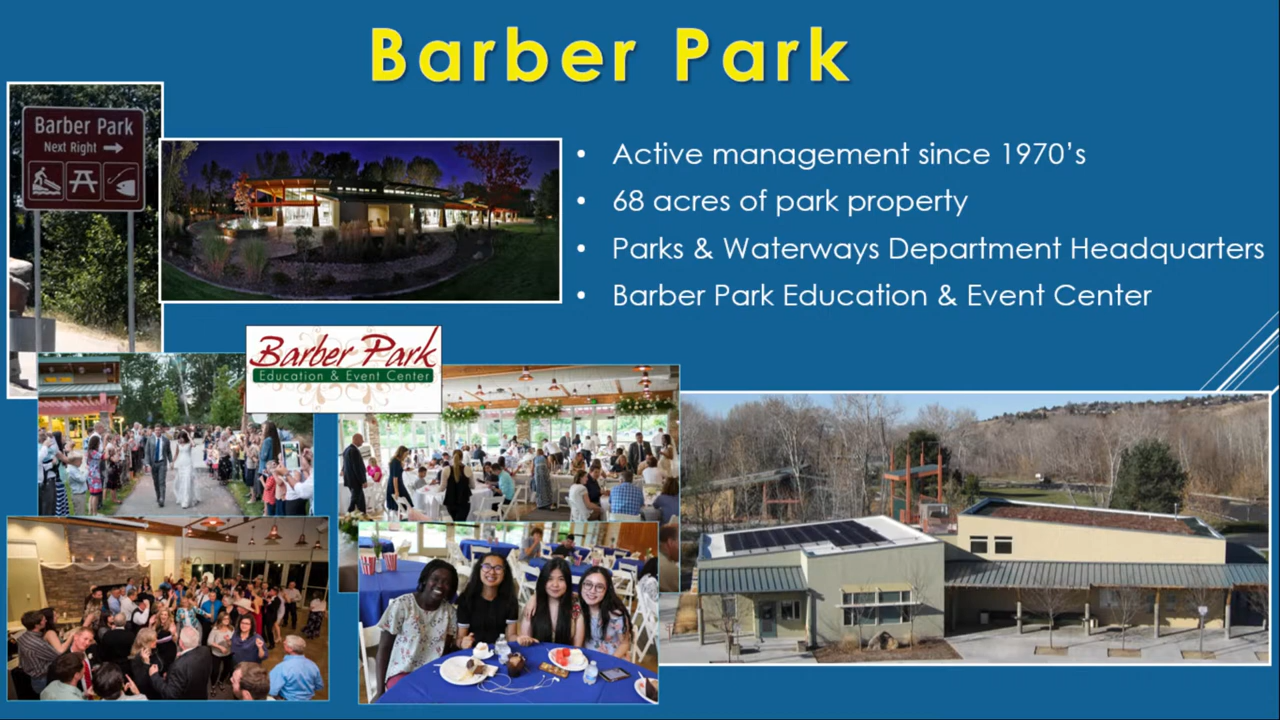 Barber Park
Barber Park
Next Right →
• Active management since 1970's
• 68 acres of park property
• Parks & Waterways Department Headquarters
• Barber Park Education & Event Center
Barber Park
Education & Event Center